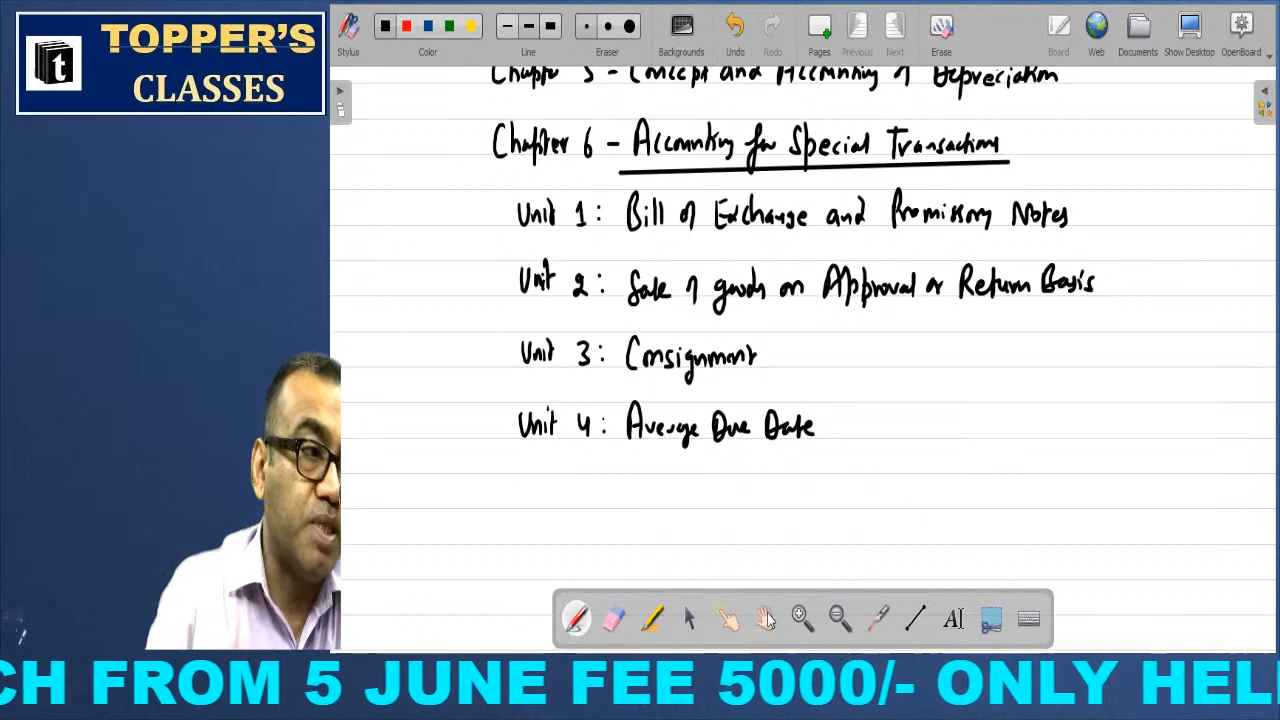 TOPPER'S
CLASSES
t
Stylus
Color
Line
Eraser
Backgrounds
Undo
Redo
Pages
Previous
Next
Erase
Board
Web
Documents
Show Desktop
OpenBoard
Chapter 5 - Concept and Accounting of Depreciation
Chapter 6 - Accounting for Special Transactions
Unit 1: Bill of Exchange and Promissory Notes
Unit 2: Sale of goods on Approval or Return Basis
Unit 3: Consignment
Unit 4: Average Due Date
AI
CH FROM 5 JUNE FEE 5000/- ONLY HEL